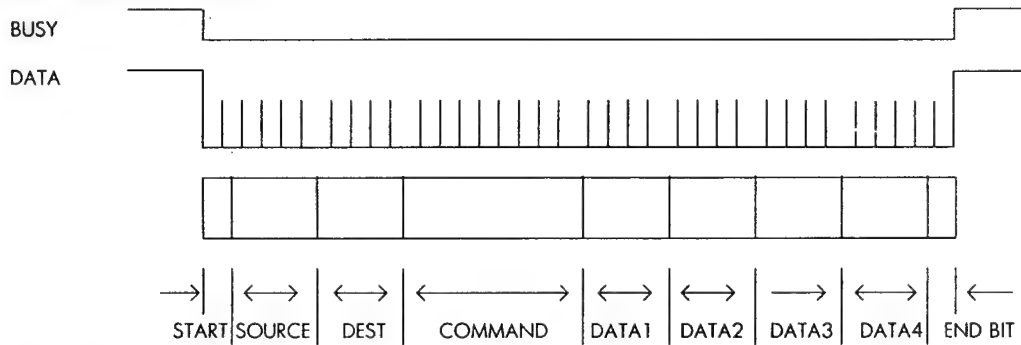 BUSY
DATA
START SOURCE DEST COMMAND DATA1 DATA2 DATA3 DATA4 END BIT